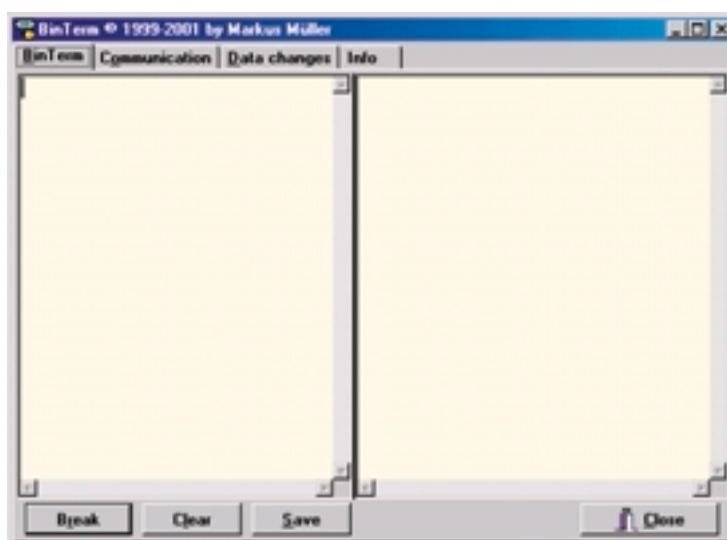 BinTerm © 1999-2001 by Markus Müller
BinTerm Communication Data changes Info
Break Clear Save Close